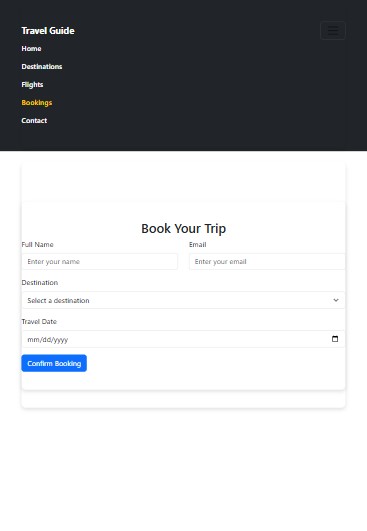 Travel Guide
Home
Destinations
Flights
Bookings
Contact
Book Your Trip
Full Name Email
Enter your name Enter your email
Destination
Select a destination
Travel Date
mm/dd/yyyy
Confirm Booking